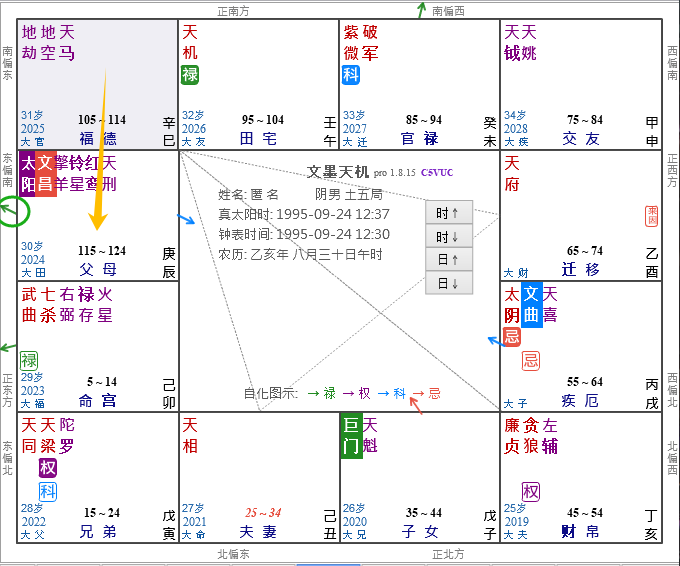 正南方
南偏西
南偏东
地地天
劫空马
31岁
2025
大官
105~114
福德
辛
巳
天
机
禄
32岁
2026
大友
95~104
田宅
壬
午
紫破
微军
科
33岁
2027
大迁
85~94
官禄
癸
未
天天
钺姚
34岁
2028
大疾
75~84
交友
甲
申
西偏南
东偏南
太文擎铃红天
阳昌羊星鸾刑
30岁
2024
大田
115~124
父母
庚
辰
文墨天机 pro 1.8.15 C5VUC
姓名: 匿名 阴男 土五局
真太阳时: 1995-09-24 12:37
钟表时间: 1995-09-24 12:30
农历: 乙亥年 八月三十日午时
时↑
时↓
日↑
日↓
自化图示: →禄 →权 →科 →忌
天
府
来因
大财
65~74
迁移
乙
酉
正西方
正东方
武七右禄火
曲杀弼存星
禄
29岁
2023
大福
5~14
命宫
己
卯
太文天
阴曲喜
忌
忌
大子
55~64
疾厄
丙
戌
西偏北
东偏北
天天陀
同梁罗
权
科
28岁
2022
大父
15~24
兄弟
戊
寅
天
相
27岁
2021
大命
25~34
夫妻
己
丑
巨天
门魁
26岁
2020
大兄
35~44
子女
戊
子
廉贪左
贞狼辅
权
25岁
2019
大夫
45~54
财帛
丁
亥
北偏西
北偏东
正北方